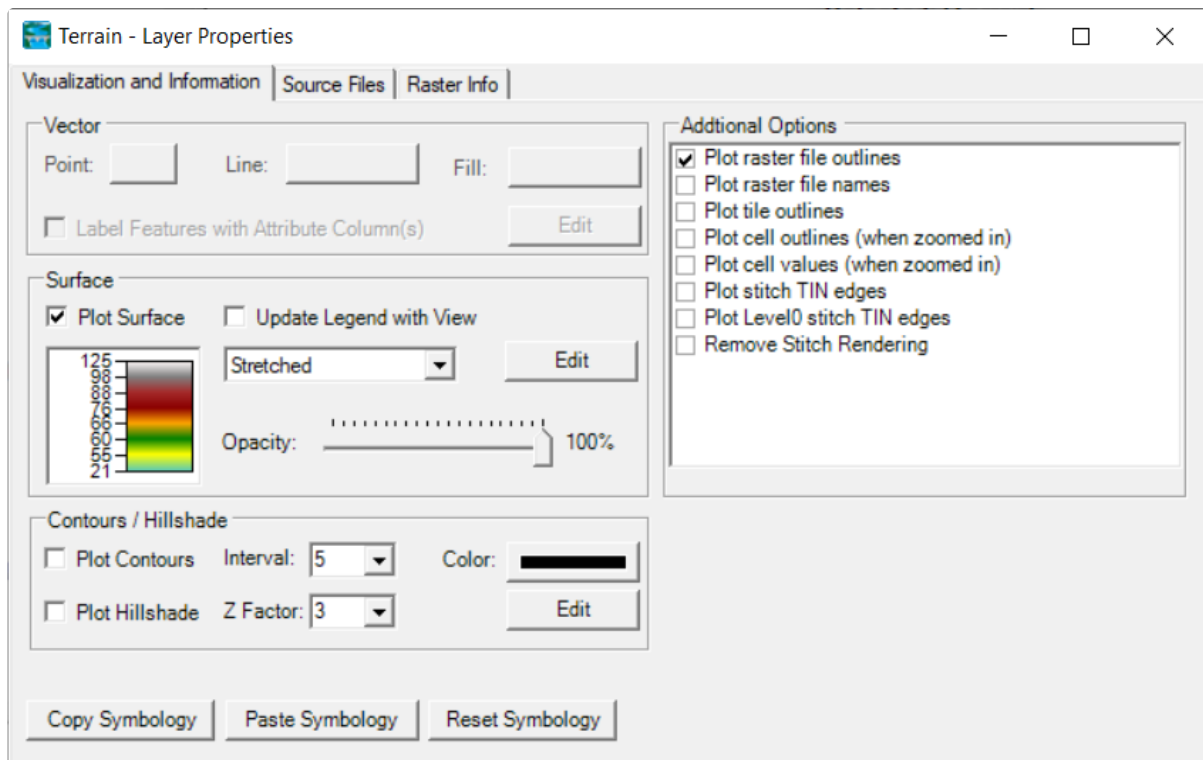 Terrain - Layer Properties
Visualization and Information Source Files Raster Info
Vector
Point: Line: Fill:
Label Features with Attribute Column(s) Edit
Surface
Plot Surface Update Legend with View
125
98
88
76
66
60
55
21
Stretched Edit
Opacity: 100%
Contours / Hillshade
Plot Contours Interval: 5 Color:
Plot Hillshade Z Factor: 3 Edit
Addtional Options
Plot raster file outlines
Plot raster file names
Plot tile outlines
Plot cell outlines (when zoomed in)
Plot cell values (when zoomed in)
Plot stitch TIN edges
Plot Level0 stitch TIN edges
Remove Stitch Rendering
Copy Symbology Paste Symbology Reset Symbology